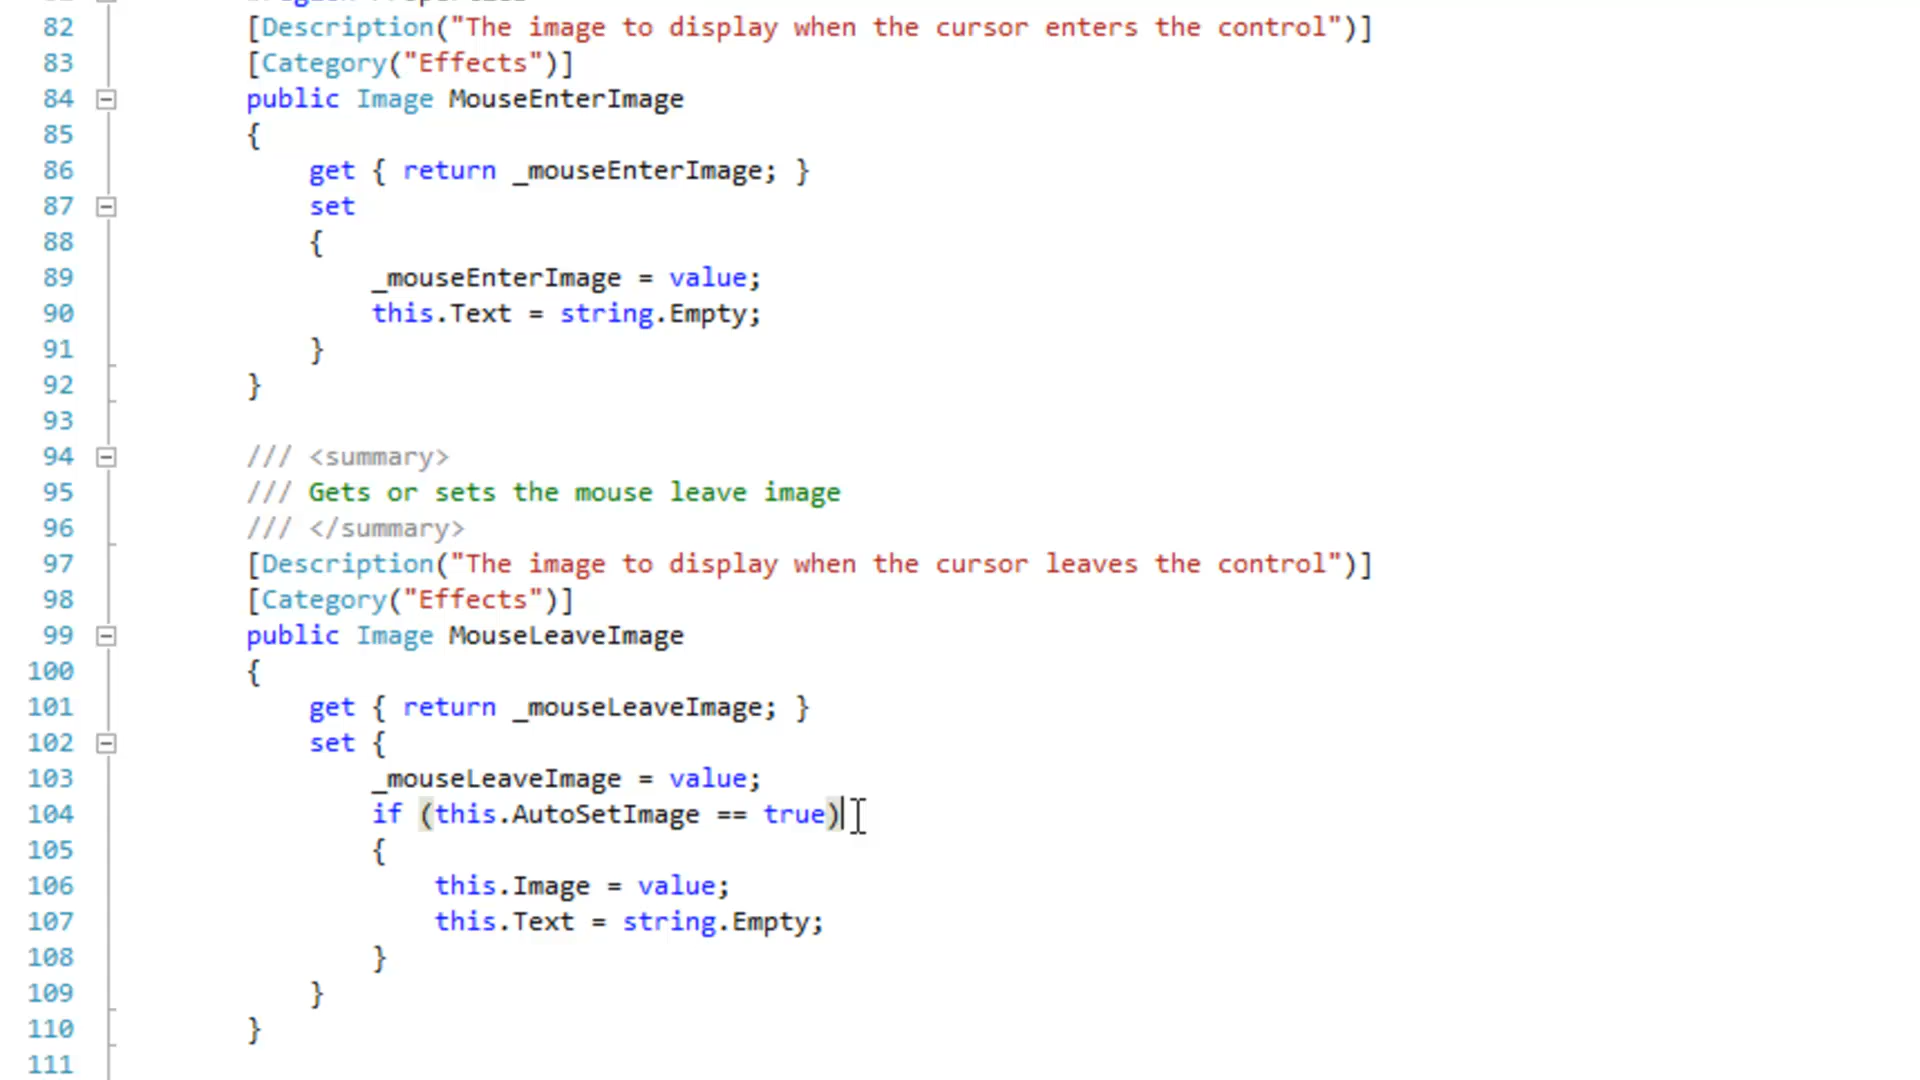 82 [Description("The image to display when the cursor enters the control")]
83 [Category("Effects")]
84 public Image MouseEnterImage
85 {
86 get { return _mouseEnterImage; }
87 set
88 {
89 _mouseEnterImage = value;
90 this.Text = string.Empty;
91 }
92 }
93
94 /// <summary>
95 /// Gets or sets the mouse leave image
96 /// </summary>
97 [Description("The image to display when the cursor leaves the control")]
98 [Category("Effects")]
99 public Image MouseLeaveImage
100 {
101 get { return _mouseLeaveImage; }
102 set {
103 _mouseLeaveImage = value;
104 if (this.AutoSetImage == true)
105 {
106 this.Image = value;
107 this.Text = string.Empty;
108 }
109 }
110 }
111